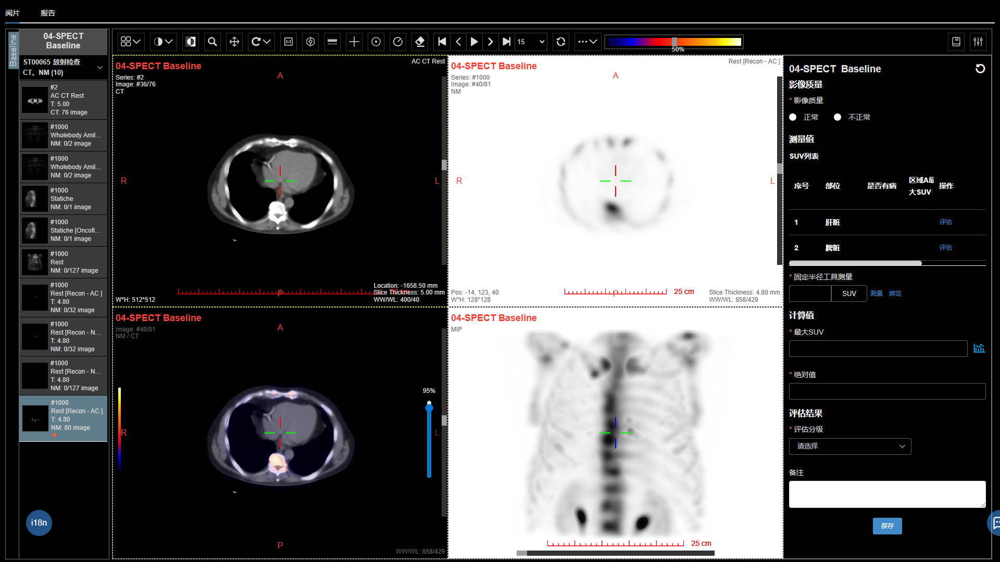 阅片
报告
Baseline
04-SPECT
Baseline
ST00065 放射检查
CT、NM (10)
#2
AC CT Rest
T: 5.00
CT: 76 image
#1000
Wholebody Amil...
NM: 0/2 image
#1000
Wholebody Amil...
NM: 0/2 image
#1000
Statiche
NM: 0/1 image
#1000
Statiche [Oncofl...
NM: 0/1 image
#1000
Rest
NM: 0/127 image
#1000
Rest [Recon - AC ]
T: 4.80
NM: 0/32 image
#1000
Rest [Recon - N...
T: 4.80
NM: 0/32 image
#1000
Rest [Recon - N...
T: 4.80
NM: 0/127 image
#1000
Rest [Recon - AC ]
T: 4.80
NM: 80 image
i18n
1:1
15
50%
04-SPECT Baseline
AC CT Rest
Series: #2
Image: #36/76
CT
A
R
L
P
Location: -1658.50 mm
Slice Thickness: 5.00 mm
WW/WL: 400/40
W*H: 512*512
04-SPECT Baseline
Rest [Recon - AC ]
Series: #1000
Image: #40/81
NM
A
R
L
P
25 cm
Pos: -14, 123, 40
W*H: 128*128
Slice Thickness: 4.80 mm
WW/WL: 858/429
04-SPECT Baseline
Image: #40/81
NM / CT
A
95%
R
L
P
WW/WL: 858/429
04-SPECT Baseline
MIP
25 cm
04-SPECT Baseline
影像质量
* 影像质量
正常
不正常
测量值
SUV列表
序号 部位 是否有病 区域A最大SUV 操作
1 肝脏 评估
2 脾脏 评估
* 固定半径工具测量
SUV 测量 绑定
计算值
* 最大SUV
* 绝对值
评估结果
* 评估分级
请选择
备注
保存